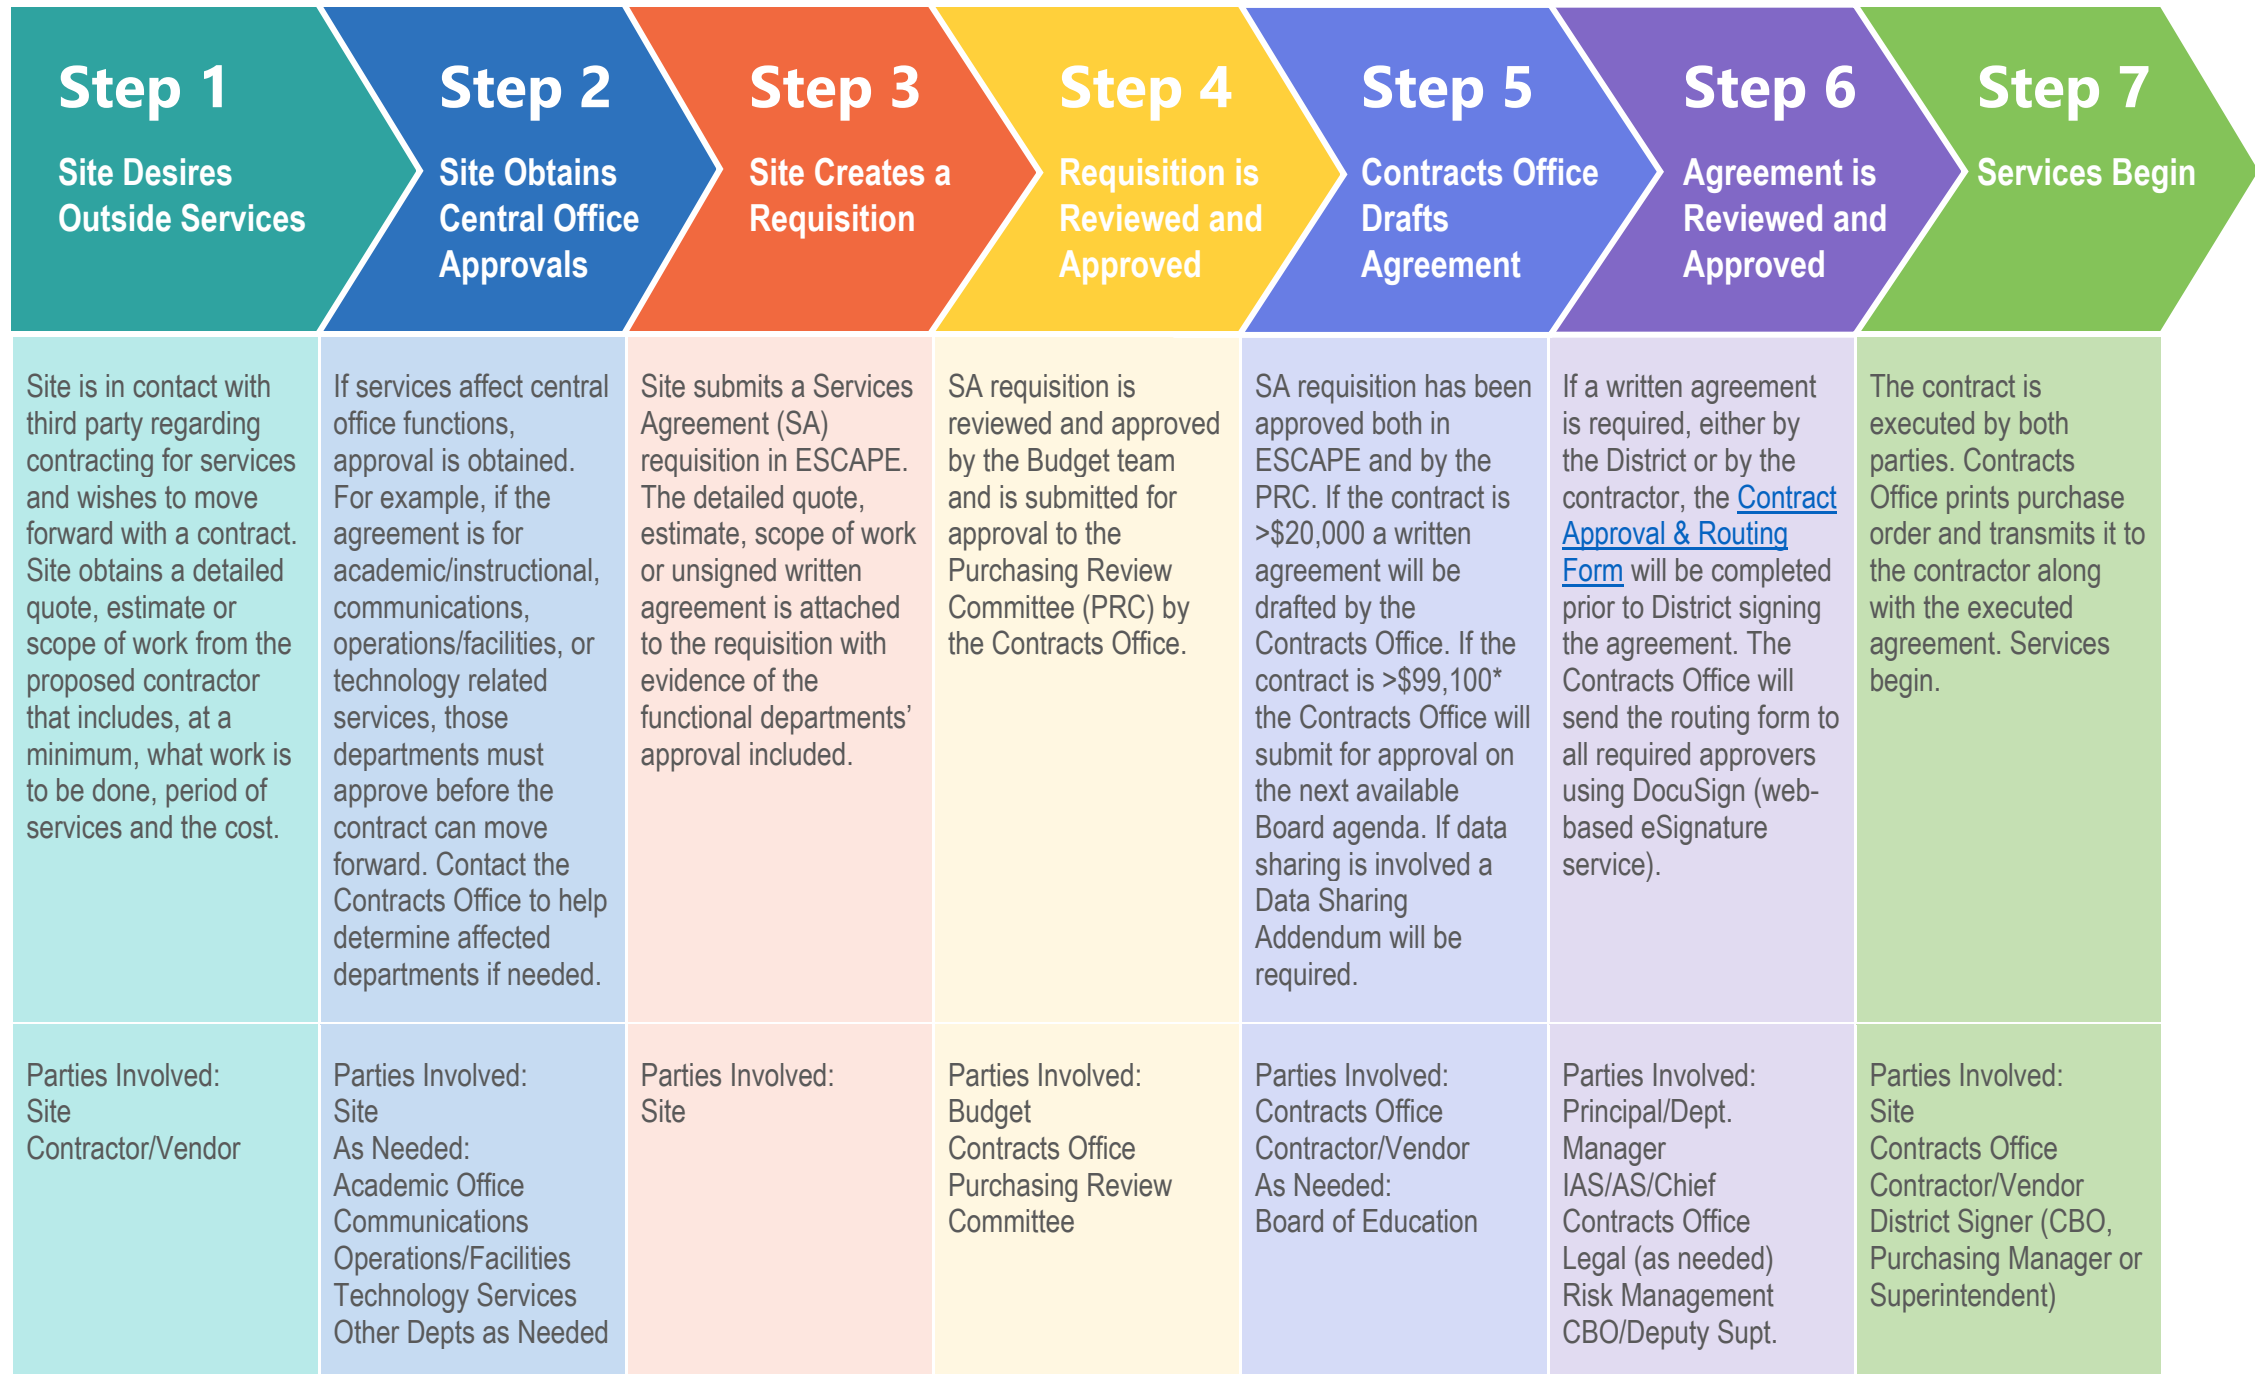 Step 1
Site Desires
Outside Services
Step 2
Site Obtains
Central Office
Approvals
Step 3
Site Creates a
Requisition
Step 4
Requisition is
Reviewed and
Approved
Step 5
Contracts Office
Drafts
Agreement
Step 6
Agreement is
Reviewed and
Approved
Step 7
Services Begin
Site is in contact with
third party regarding
contracting for services
and wishes to move
forward with a contract.
Site obtains a detailed
quote, estimate or
scope of work from the
proposed contractor
that includes, at a
minimum, what work is
to be done, period of
services and the cost.
If services affect central
office functions,
approval is obtained.
For example, if the
agreement is for
academic/instructional,
communications,
operations/facilities, or
technology related
services, those
departments must
approve before the
contract can move
forward. Contact the
Contracts Office to help
determine affected
departments if needed.
Site submits a Services
Agreement (SA)
requisition in ESCAPE.
The detailed quote,
estimate, scope of work
or unsigned written
agreement is attached
to the requisition with
evidence of the
functional departments’
approval included.
SA requisition is
reviewed and approved
by the Budget team
and is submitted for
approval to the
Purchasing Review
Committee (PRC) by
the Contracts Office.
SA requisition has been
approved both in
ESCAPE and by the
PRC. If the contract is
>$20,000 a written
agreement will be
drafted by the
Contracts Office. If the
contract is >$99,100*
the Contracts Office will
submit for approval on
the next available
Board agenda. If data
sharing is involved a
Data Sharing
Addendum will be
required.
If a written agreement
is required, either by
the District or by the
contractor, the Contract
Approval & Routing
Form will be completed
prior to District signing
the agreement. The
Contracts Office will
send the routing form to
all required approvers
using DocuSign (web-
based eSignature
service).
The contract is
executed by both
parties. Contracts
Office prints purchase
order and transmits it to
the contractor along
with the executed
agreement. Services
begin.
Parties Involved:
Site
Contractor/Vendor
Parties Involved:
Site
As Needed:
Academic Office
Communications
Operations/Facilities
Technology Services
Other Depts as Needed
Parties Involved:
Site
Parties Involved:
Budget
Contracts Office
Purchasing Review
Committee
Parties Involved:
Contracts Office
Contractor/Vendor
As Needed:
Board of Education
Parties Involved:
Principal/Dept.
Manager
IAS/AS/Chief
Contracts Office
Legal (as needed)
Risk Management
CBO/Deputy Supt.
Parties Involved:
Site
Contracts Office
Contractor/Vendor
District Signer (CBO,
Purchasing Manager or
Superintendent)